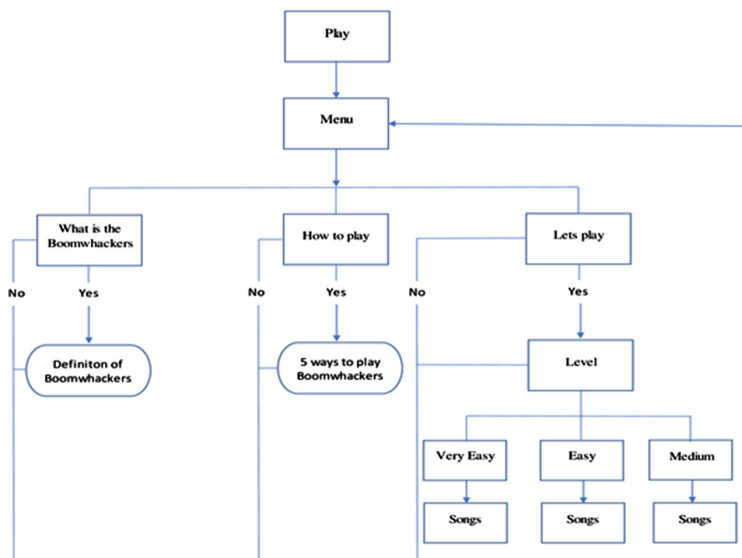 Play
Menu
What is the
Boomwhackers
How to play
Lets play
No
Yes
No
Yes
No
Yes
Definiton of
Boomwhackers
5 ways to play
Boomwhackers
Level
Very Easy
Easy
Medium
Songs
Songs
Songs